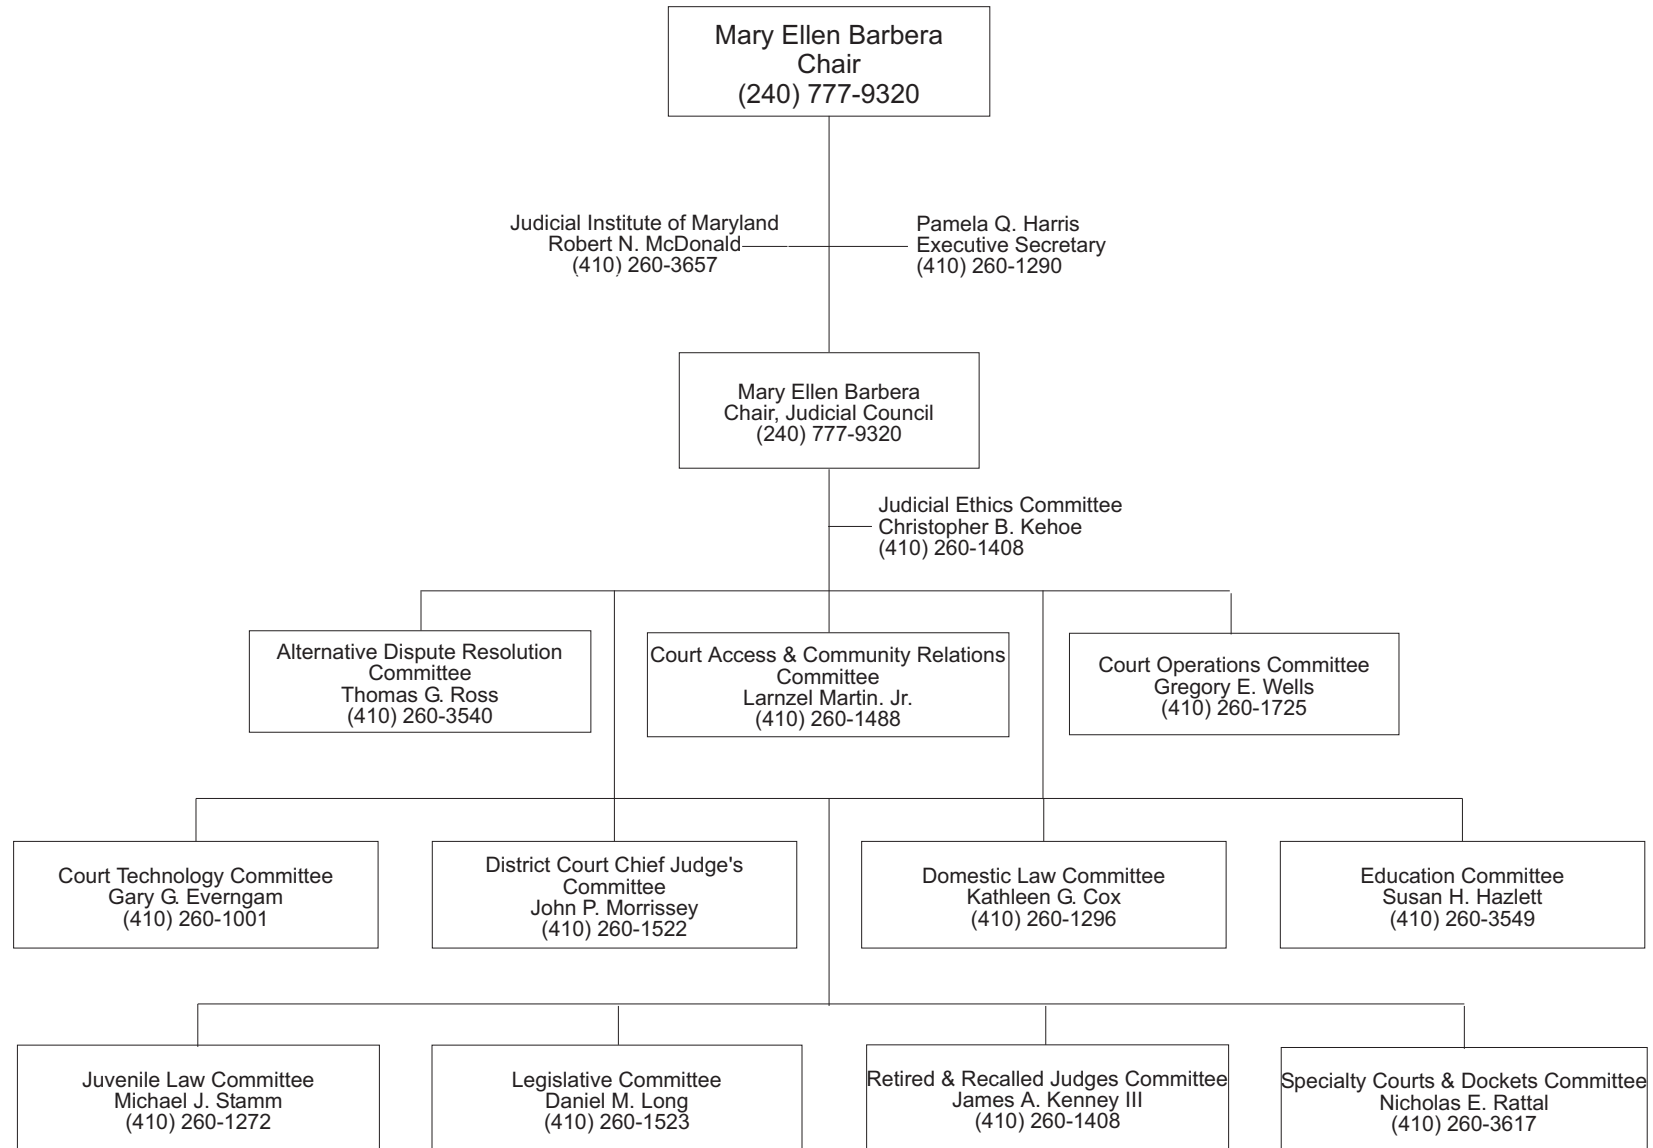 Mary Ellen Barbera
Chair
(240) 777-9320
Judicial Institute of Maryland
Robert N. McDonald
(410) 260-3657
Pamela Q. Harris
Executive Secretary
(410) 260-1290
Mary Ellen Barbera
Chair, Judicial Council
(240) 777-9320
Judicial Ethics Committee
Christopher B. Kehoe
(410) 260-1408
Alternative Dispute Resolution
Committee
Thomas G. Ross
(410) 260-3540
Court Access & Community Relations
Committee
Larnzel Martin. Jr.
(410) 260-1488
Court Operations Committee
Gregory E. Wells
(410) 260-1725
Court Technology Committee
Gary G. Everngam
(410) 260-1001
District Court Chief Judge's
Committee
John P. Morrissey
(410) 260-1522
Domestic Law Committee
Kathleen G. Cox
(410) 260-1296
Education Committee
Susan H. Hazlett
(410) 260-3549
Juvenile Law Committee
Michael J. Stamm
(410) 260-1272
Legislative Committee
Daniel M. Long
(410) 260-1523
Retired & Recalled Judges Committee
James A. Kenney III
(410) 260-1408
Specialty Courts & Dockets Committee
Nicholas E. Rattal
(410) 260-3617